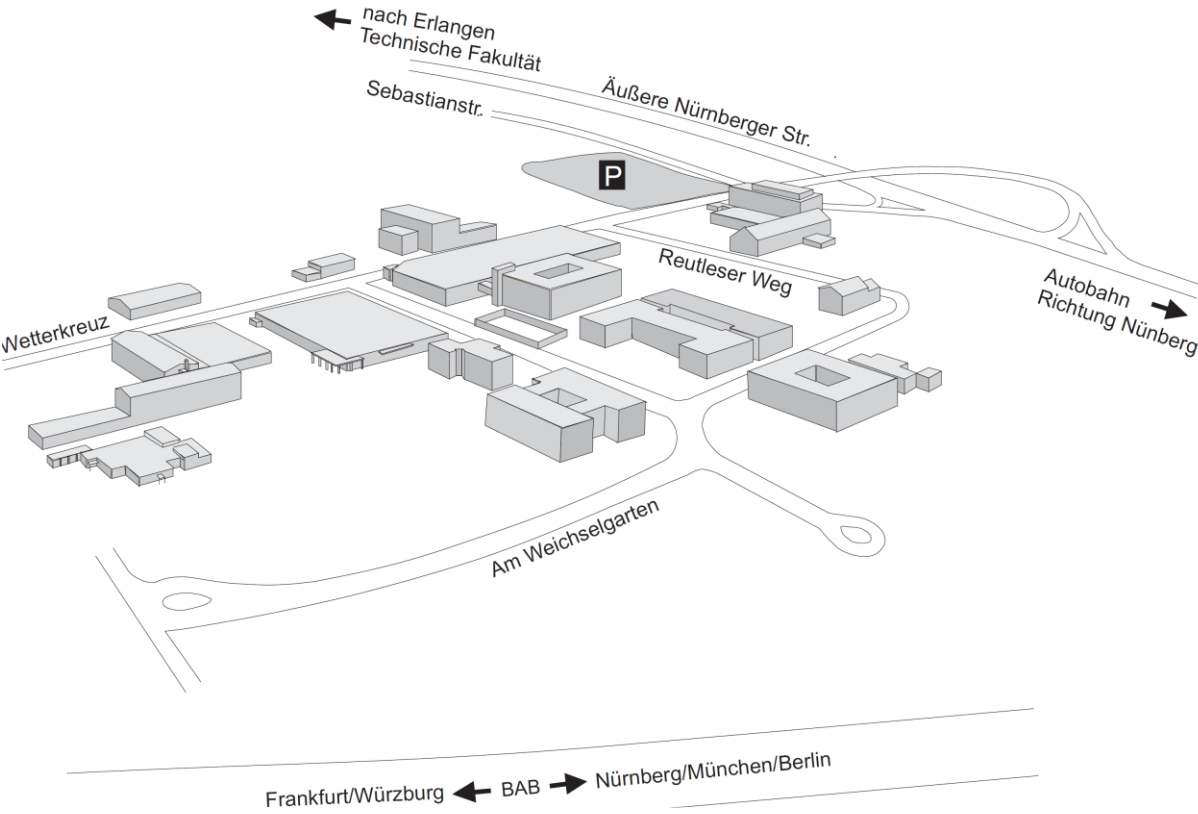 nach Erlangen
Technische Fakultät
Äußere Nürnberger Str.
Sebastianstr.
P
Reutleser Weg
Autobahn
Richtung Nünberg
Wetterkreuz
Am Weichselgarten
Frankfurt/Würzburg BAB Nürnberg/München/Berlin